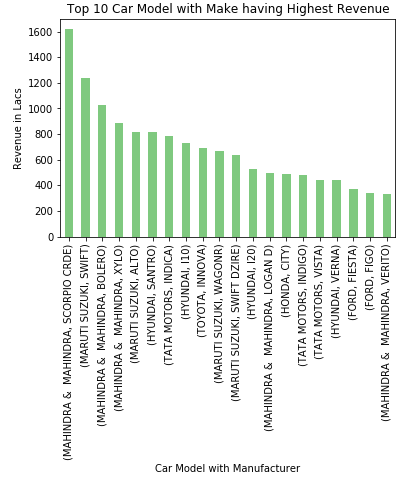 Top 10 Car Model with Make having Highest Revenue
Revenue in Lacs
1600
1400
1200
1000
800
600
400
200
0
(MAHINDRA &  MAHINDRA, SCORPIO CRDE)
(MARUTI SUZUKI, SWIFT)
(MAHINDRA &  MAHINDRA, BOLERO)
(MAHINDRA &  MAHINDRA, XYLO)
(MARUTI SUZUKI, ALTO)
(HYUNDAI, SANTRO)
(TATA MOTORS, INDICA)
(HYUNDAI, I10)
(TOYOTA, INNOVA)
(MARUTI SUZUKI, WAGONR)
(MARUTI SUZUKI, SWIFT DZIRE)
(HYUNDAI, I20)
(MAHINDRA &  MAHINDRA, LOGAN D)
(HONDA, CITY)
(TATA MOTORS, INDIGO)
(TATA MOTORS, VISTA)
(HYUNDAI, VERNA)
(FORD, FIESTA)
(FORD, FIGO)
(MAHINDRA &  MAHINDRA, VERITO)
Car Model with Manufacturer